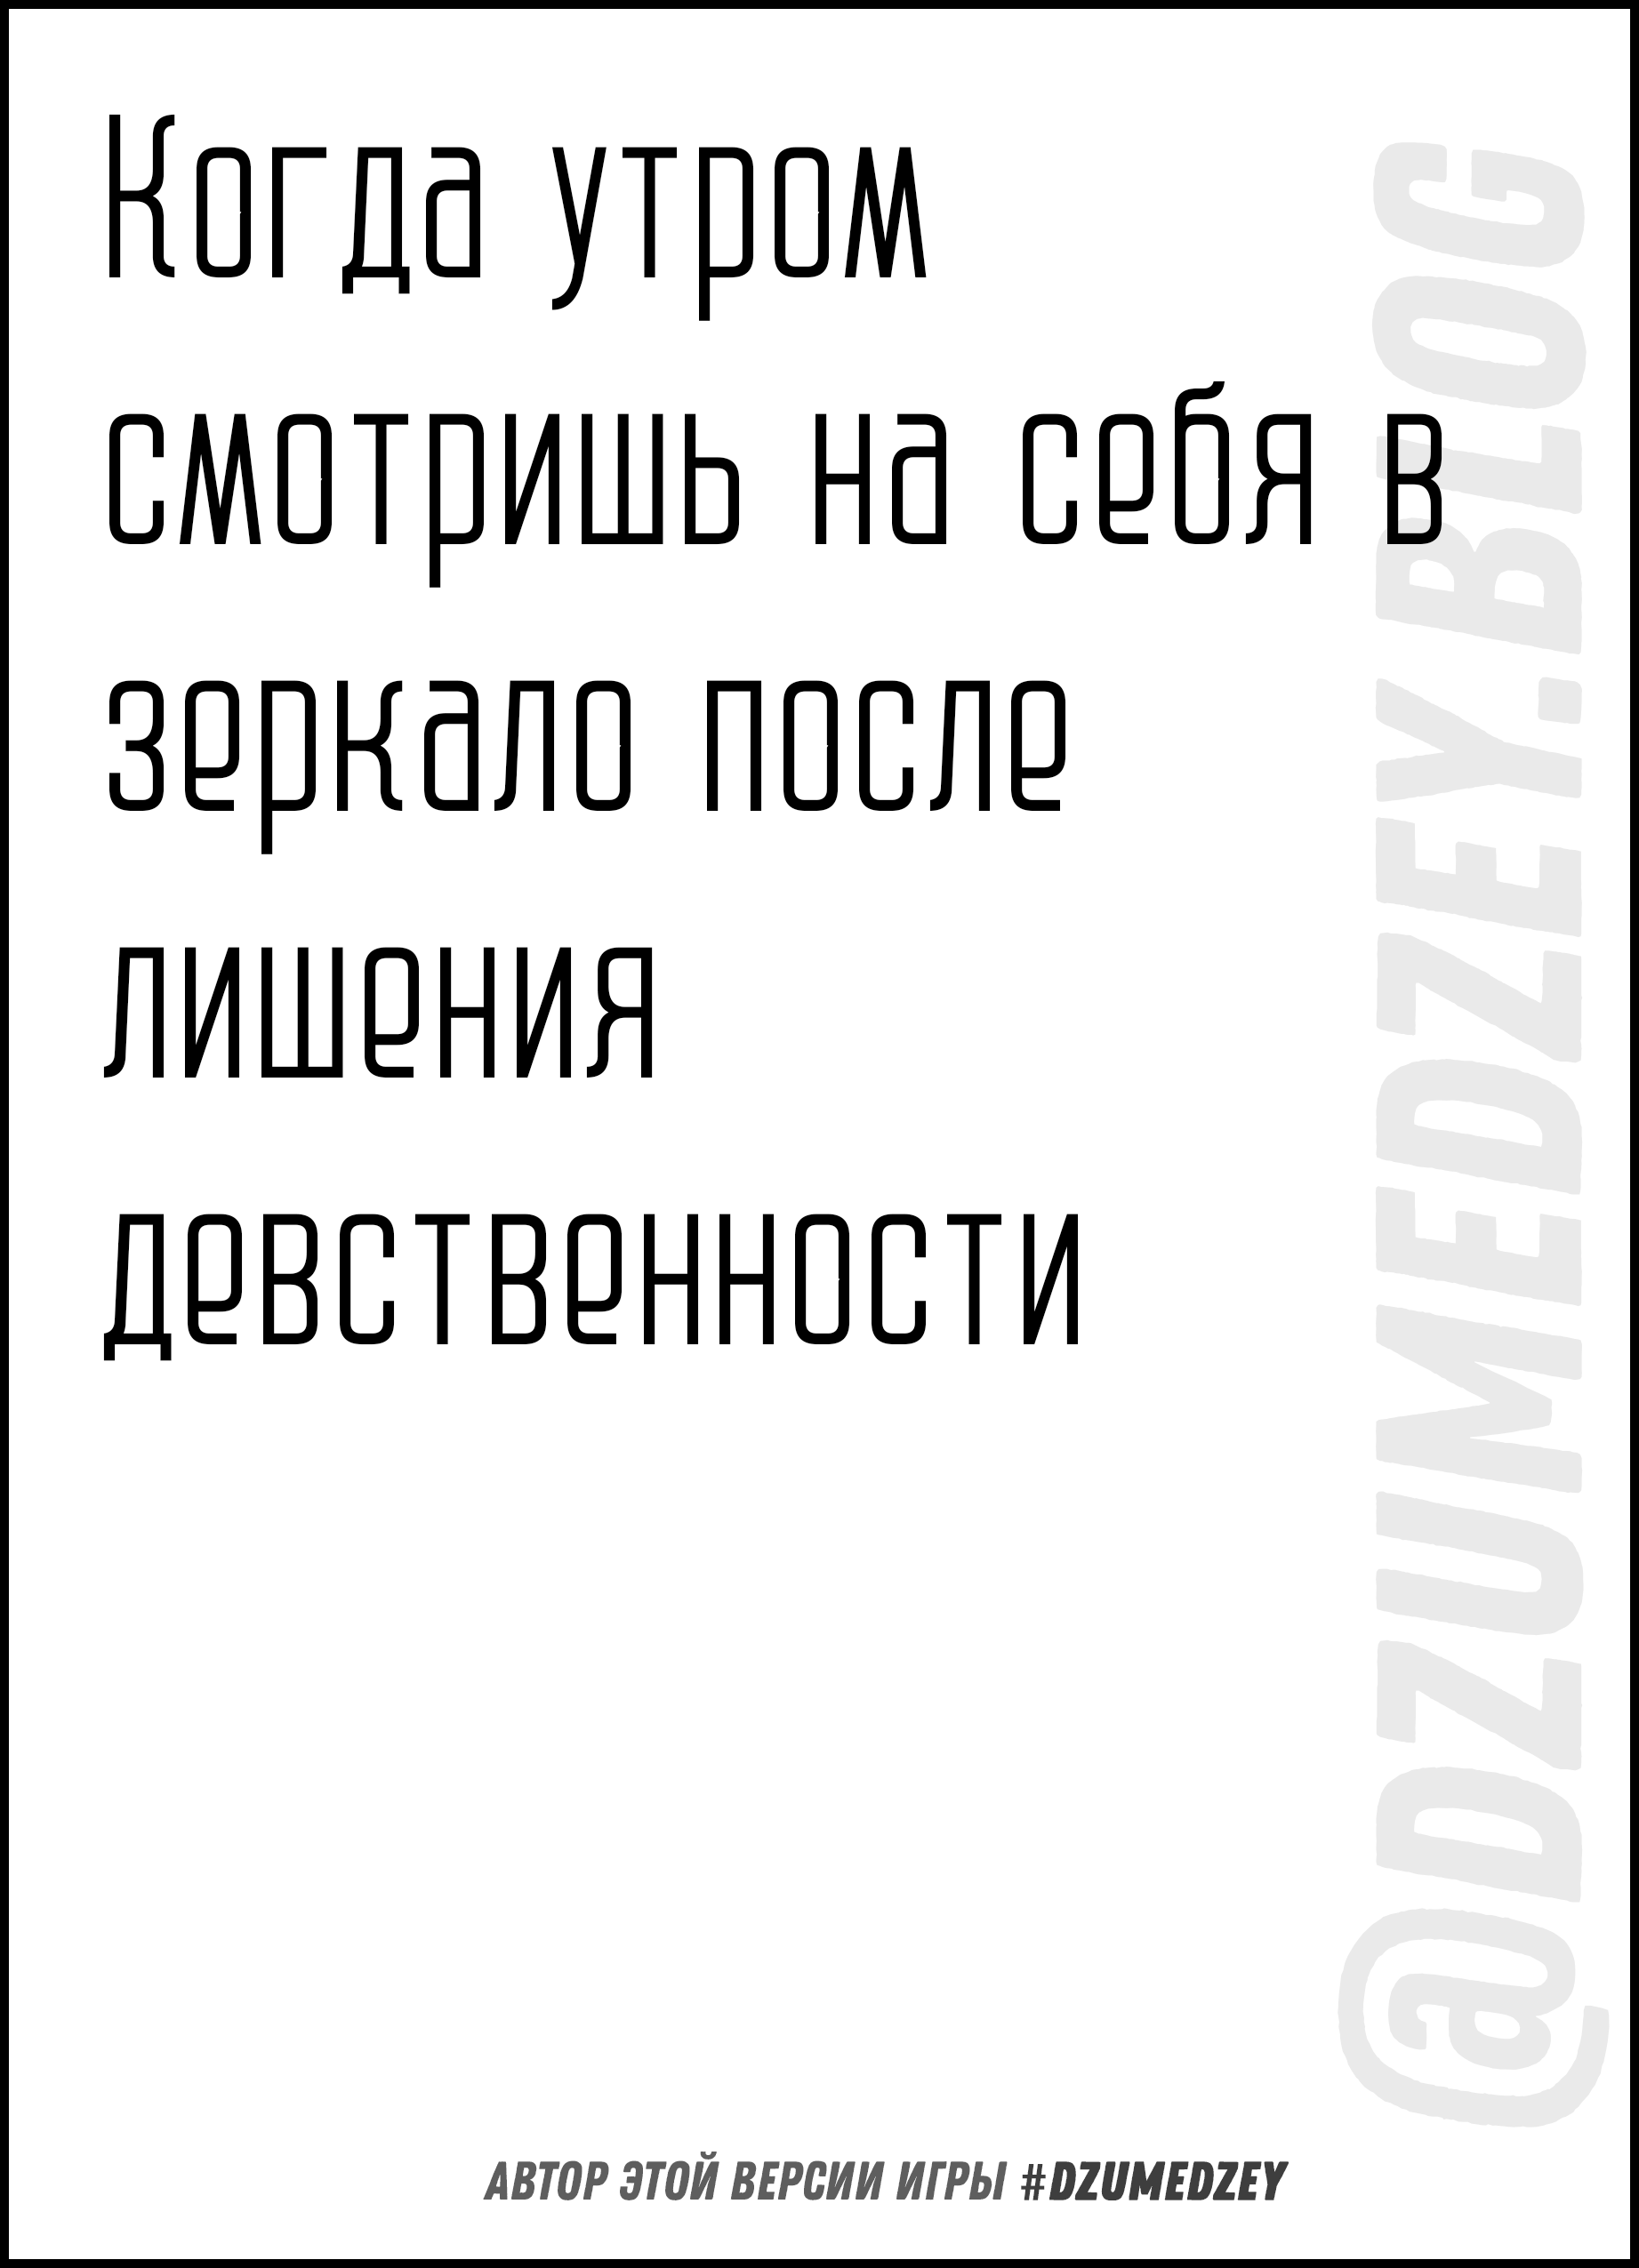 Когда утром
смотришь на себя в
зеркало после
лишения
девственности
@DZUMEDZEY.BLOG
АВТОР ЭТОЙ ВЕРСИИ ИГРЫ #DZUMEDZEY